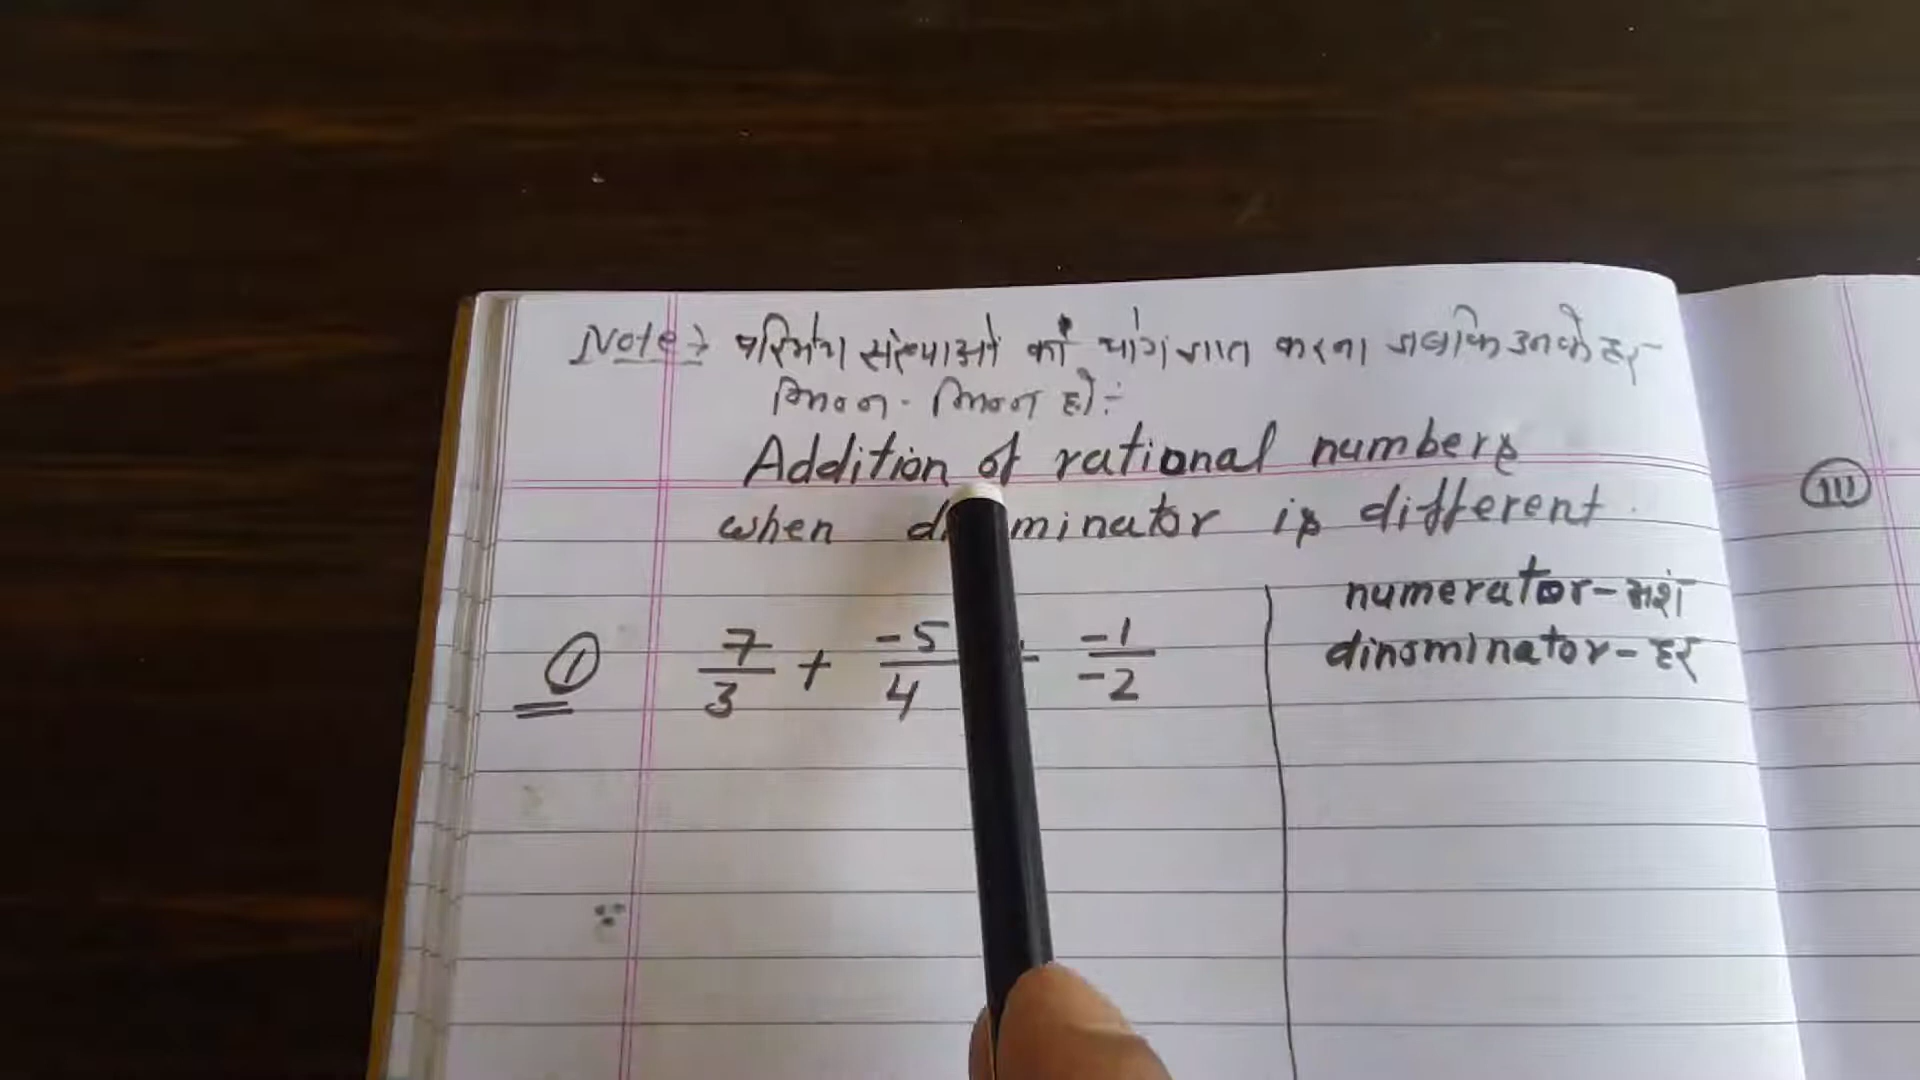 Note :→ परिमेय संख्याओं का योग ज्ञात करना जबकि उनके हर
भिन्न - भिन्न हो :-
Addition of rational numbers
when minator is different.
numerator - अशं
dinominator - हर
① 7/3 + -5/4 + -1/-2